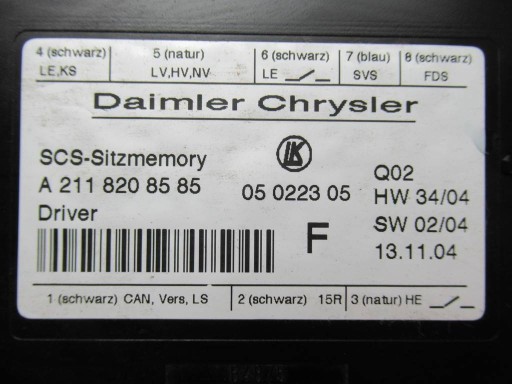 4 (schwarz) 5 (natur) 6 (schwarz) 7 (blau) 8 (schwarz)
LE,KS LV,HV,NV LE SVS FDS
Daimler Chrysler
SCS-Sitzmemory LK Q02
A 211 820 85 85 05 0223 05 HW 34/04
Driver F SW 02/04
13.11.04
1 (schwarz) CAN, Vers, LS 2 (schwarz) 15R 3 (natur) HE